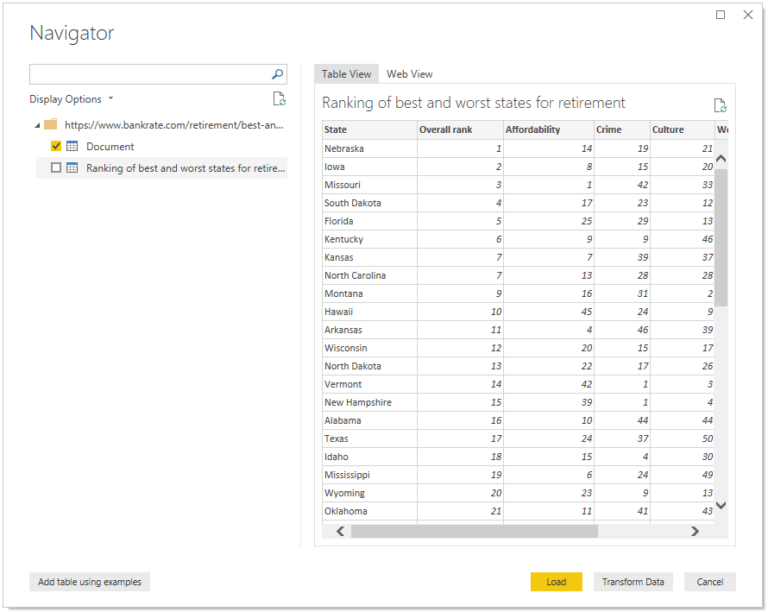 Navigator
Display Options
https://www.bankrate.com/retirement/best-an...
Document
Ranking of best and worst states for retire...
Table View Web View
Ranking of best and worst states for retirement
State Overall rank Affordability Crime Culture We
Nebraska 1 14 19 21
Iowa 2 8 15 20
Missouri 3 1 42 33
South Dakota 4 17 23 12
Florida 5 25 29 13
Kentucky 6 9 9 46
Kansas 7 7 39 37
North Carolina 7 13 28 28
Montana 9 16 31 2
Hawaii 10 45 24 9
Arkansas 11 4 46 39
Wisconsin 12 20 15 17
North Dakota 13 22 17 26
Vermont 14 42 1 3
New Hampshire 15 39 1 4
Alabama 16 10 44 44
Texas 17 24 37 50
Idaho 18 15 4 30
Mississippi 19 6 24 49
Wyoming 20 23 9 13
Oklahoma 21 11 41 43
Add table using examples Load Transform Data Cancel